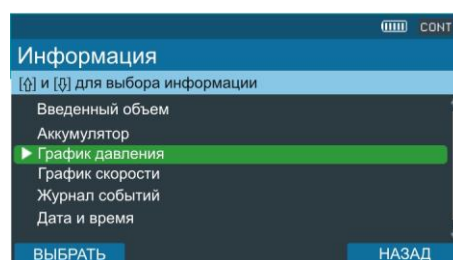 CONT
Информация
[⇧] и [⇩] для выбора информации
Введенный объем
Аккумулятор
График давления
График скорости
Журнал событий
Дата и время
ВЫБРАТЬ НАЗАД